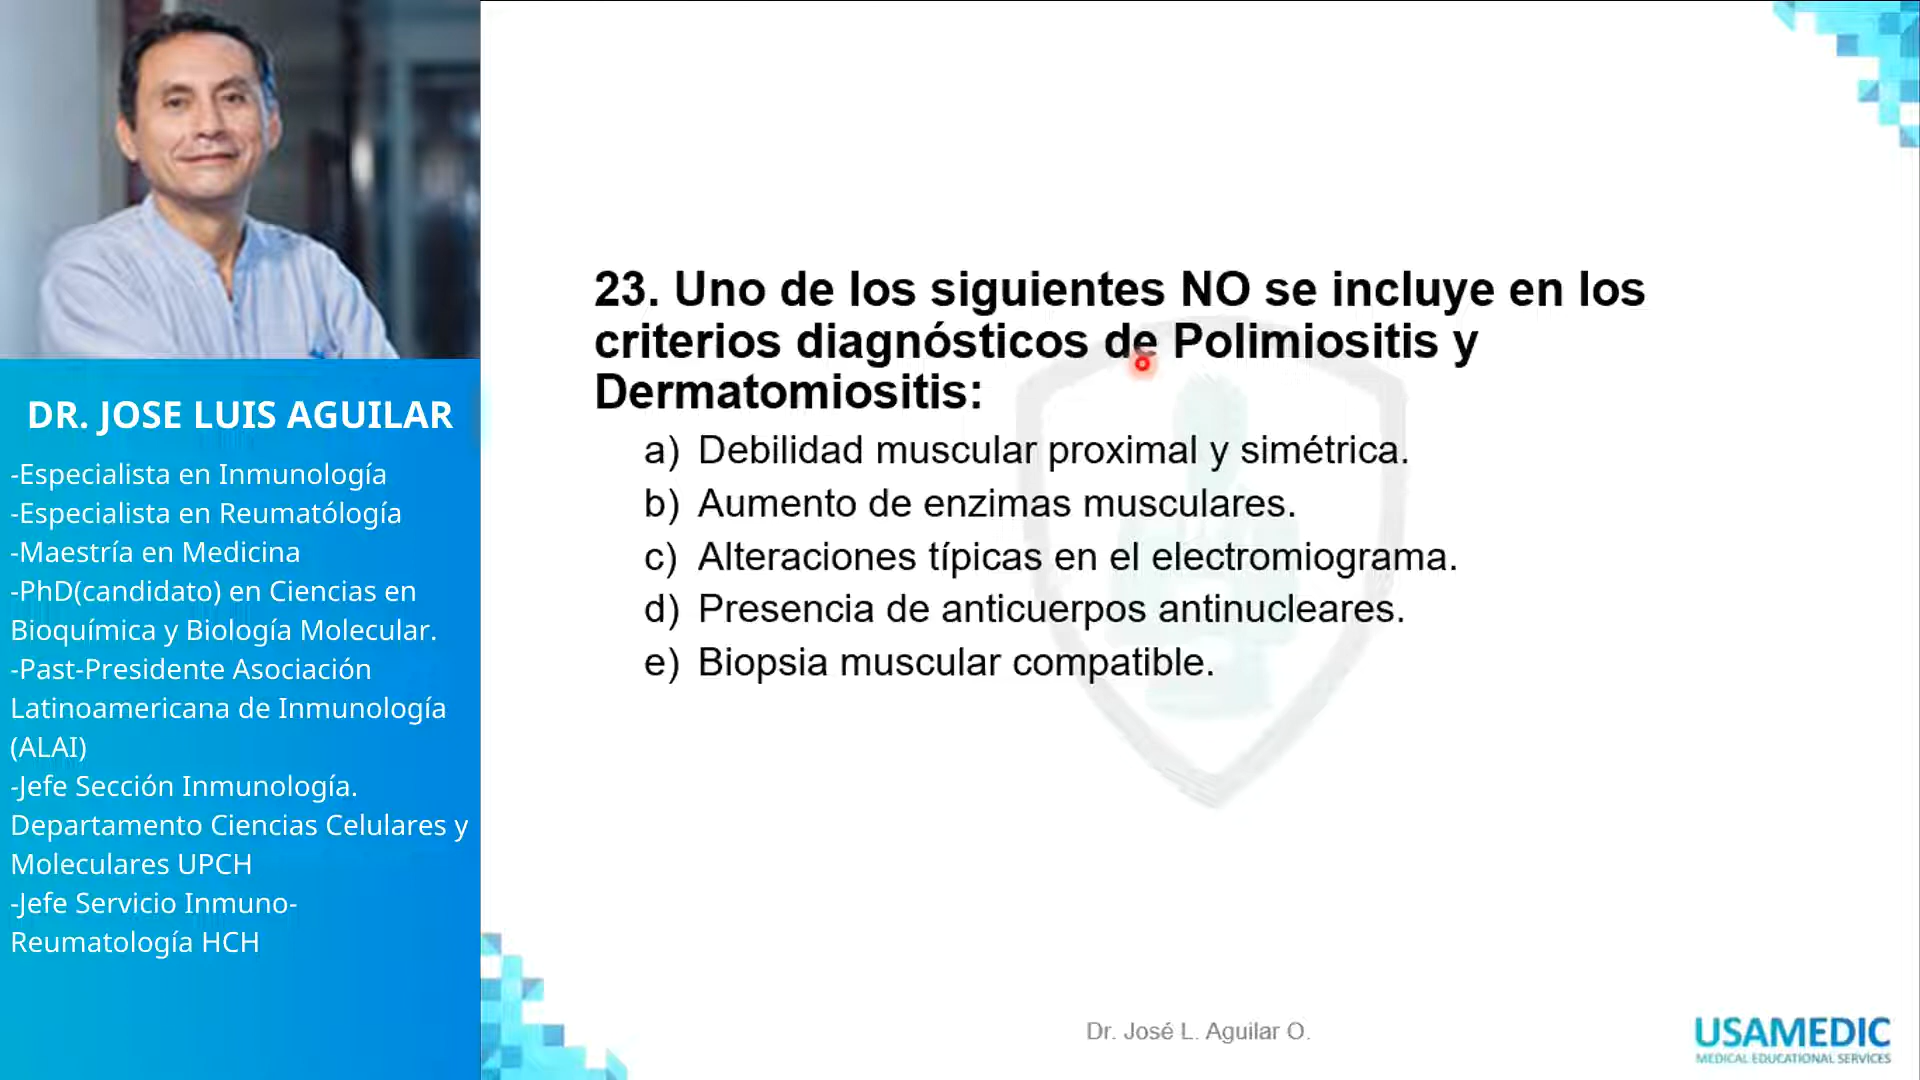 DR. JOSE LUIS AGUILAR
-Especialista en Inmunología
-Especialista en Reumatólogía
-Maestría en Medicina
-PhD(candidato) en Ciencias en
Bioquímica y Biología Molecular.
-Past-Presidente Asociación
Latinoamericana de Inmunología
(ALAI)
-Jefe Sección Inmunología.
Departamento Ciencias Celulares y
Moleculares UPCH
-Jefe Servicio Inmuno-
Reumatología HCH
23. Uno de los siguientes NO se incluye en los
criterios diagnósticos de Polimiositis y
Dermatomiositis:
a) Debilidad muscular proximal y simétrica.
b) Aumento de enzimas musculares.
c) Alteraciones típicas en el electromiograma.
d) Presencia de anticuerpos antinucleares.
e) Biopsia muscular compatible.
Dr. José L. Aguilar O.
USAMEDIC
MEDICAL EDUCATIONAL SERVICES